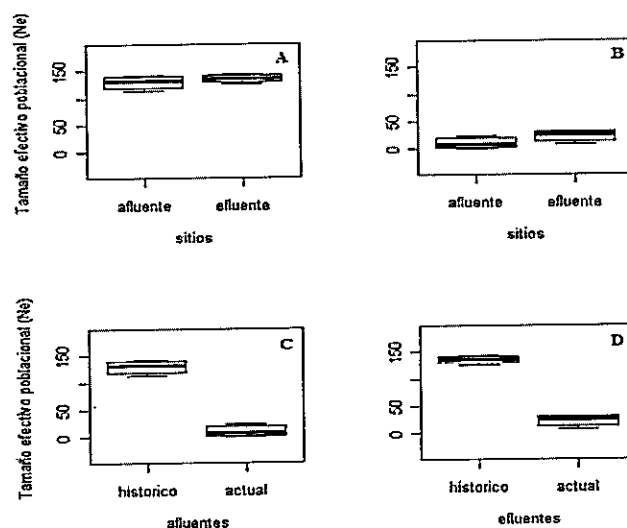 Tamaño efectivo poblacional (Ne)
150
50
0
A
afluente efluente
sitios
150
50
0
B
afluente efluente
sitios
Tamaño efectivo poblacional (Ne)
150
50
0
C
historico actual
afluentes
150
50
0
D
historico actual
efluentes